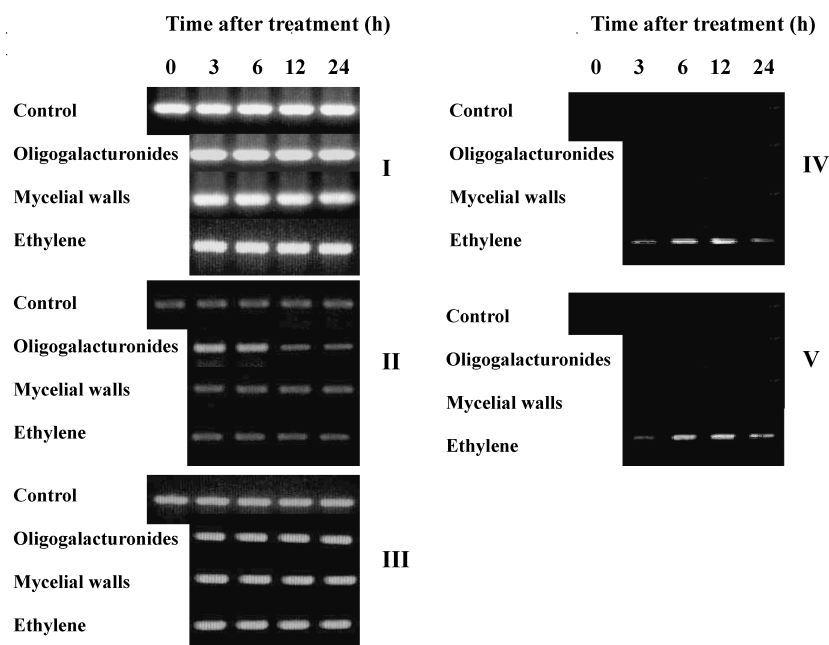 Time after treatment (h)
0 3 6 12 24
Control
Oligogalacturonides
Mycelial walls
Ethylene
I
Control
Oligogalacturonides
Mycelial walls
Ethylene
II
Control
Oligogalacturonides
Mycelial walls
Ethylene
III
Time after treatment (h)
0 3 6 12 24
Control
Oligogalacturonides
Mycelial walls
Ethylene
IV
Control
Oligogalacturonides
Mycelial walls
Ethylene
V